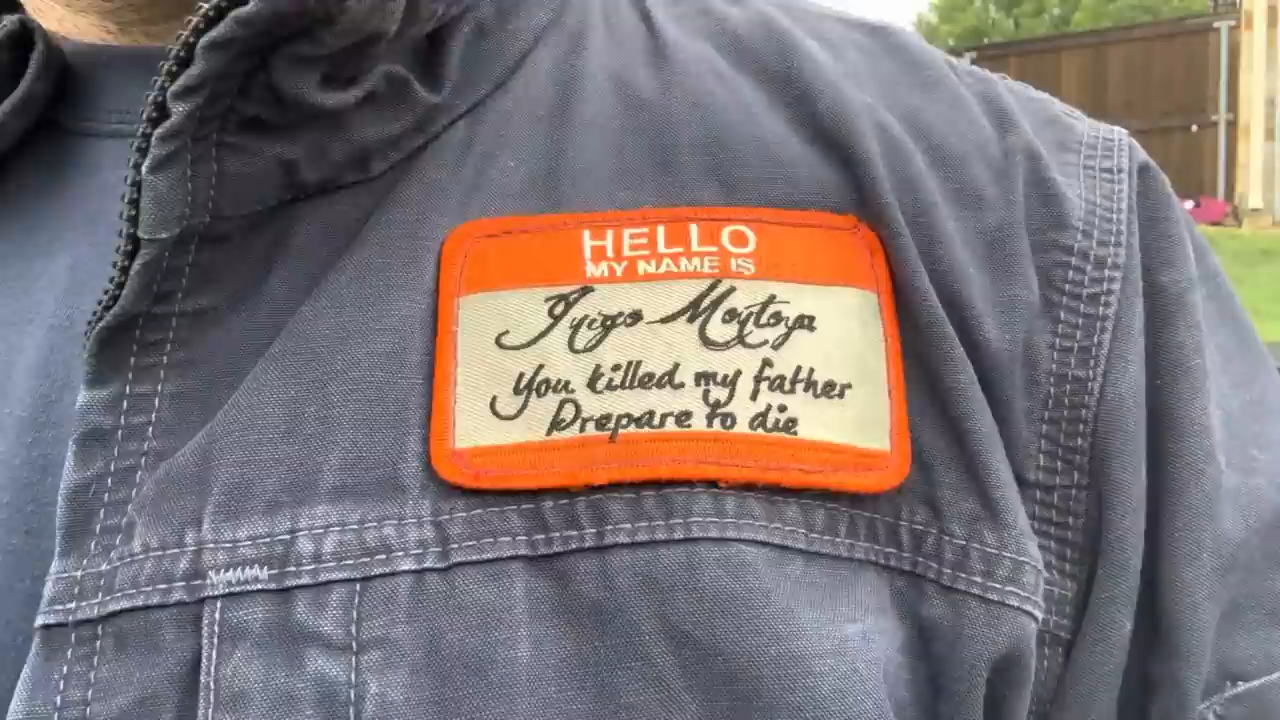 HELLO
MY NAME IS
Inigo Montoya
You killed my father
Prepare to die